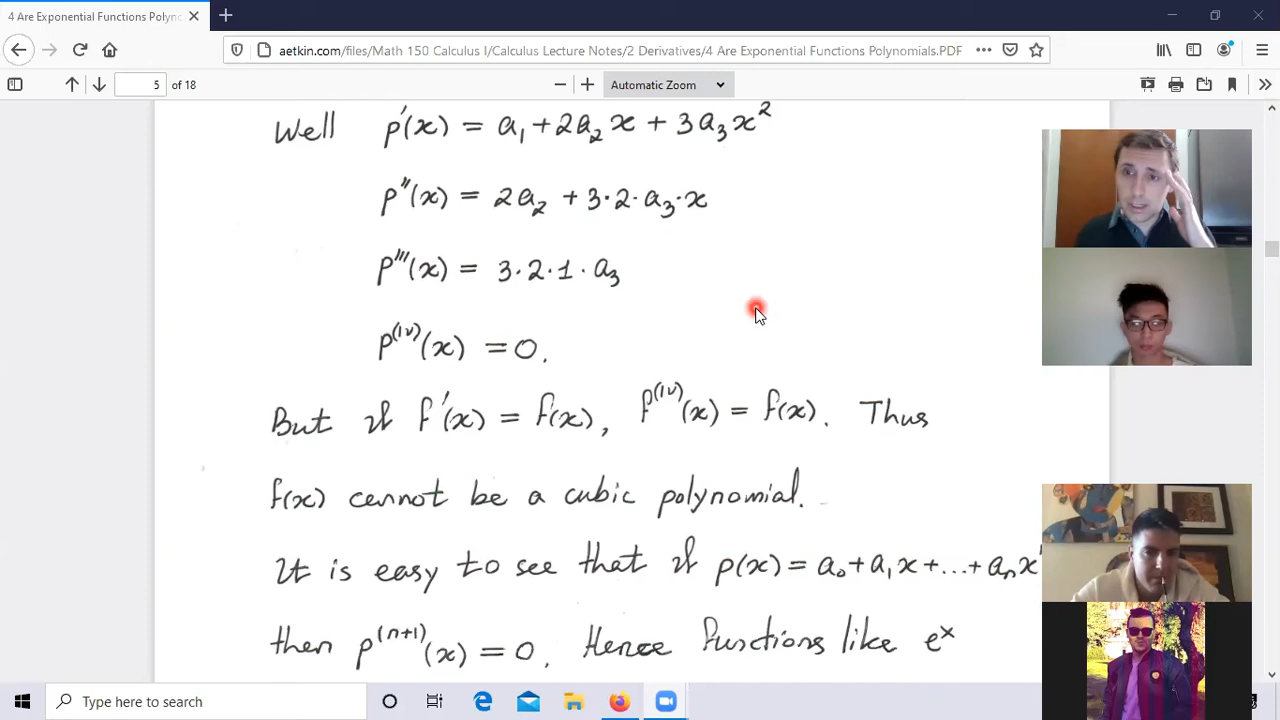 4 Are Exponential Functions Polync
aetkin.com/files/Math 150 Calculus I/Calculus Lecture Notes/2 Derivatives/4 Are Exponential Functions Polynomials.PDF
5 of 18
Automatic Zoom
Well p'(x) = a₁ + 2a₂x + 3a₃x²
p''(x) = 2a₂ + 3·2·a₃·x
p'''(x) = 3·2·1·a₃
p⁽ⁱᵛ⁾(x) = 0.
But if f'(x) = f(x), f⁽ⁱᵛ⁾(x) = f(x). Thus
f(x) cannot be a cubic polynomial.
It is easy to see that if p(x) = a₀+a₁x+...+aₙx
then p⁽ⁿ⁺¹⁾(x) = 0. Hence functions like eˣ
Type here to search